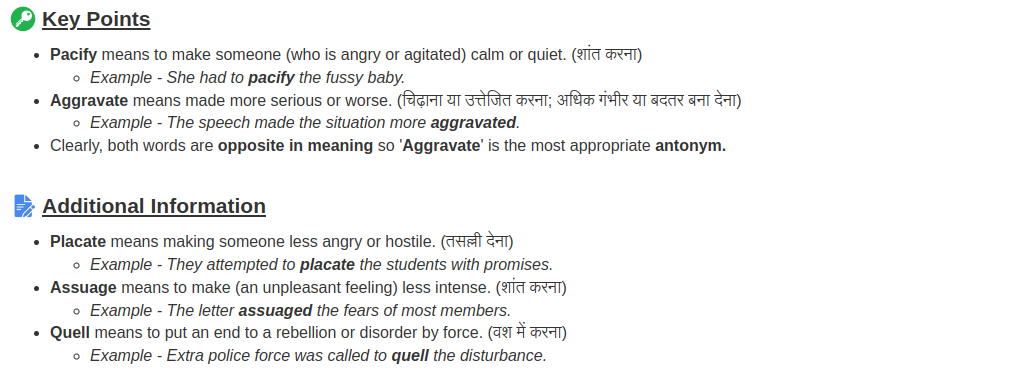 Key Points
Pacify means to make someone (who is angry or agitated) calm or quiet. (शांत करना)
Example - She had to pacify the fussy baby.
Aggravate means made more serious or worse. (चिढ़ाना या उत्तेजित करना; अधिक गंभीर या बदतर बना देना)
Example - The speech made the situation more aggravated.
Clearly, both words are opposite in meaning so 'Aggravate' is the most appropriate antonym.
Additional Information
Placate means making someone less angry or hostile. (तसल्ली देना)
Example - They attempted to placate the students with promises.
Assuage means to make (an unpleasant feeling) less intense. (शांत करना)
Example - The letter assuaged the fears of most members.
Quell means to put an end to a rebellion or disorder by force. (वश में करना)
Example - Extra police force was called to quell the disturbance.